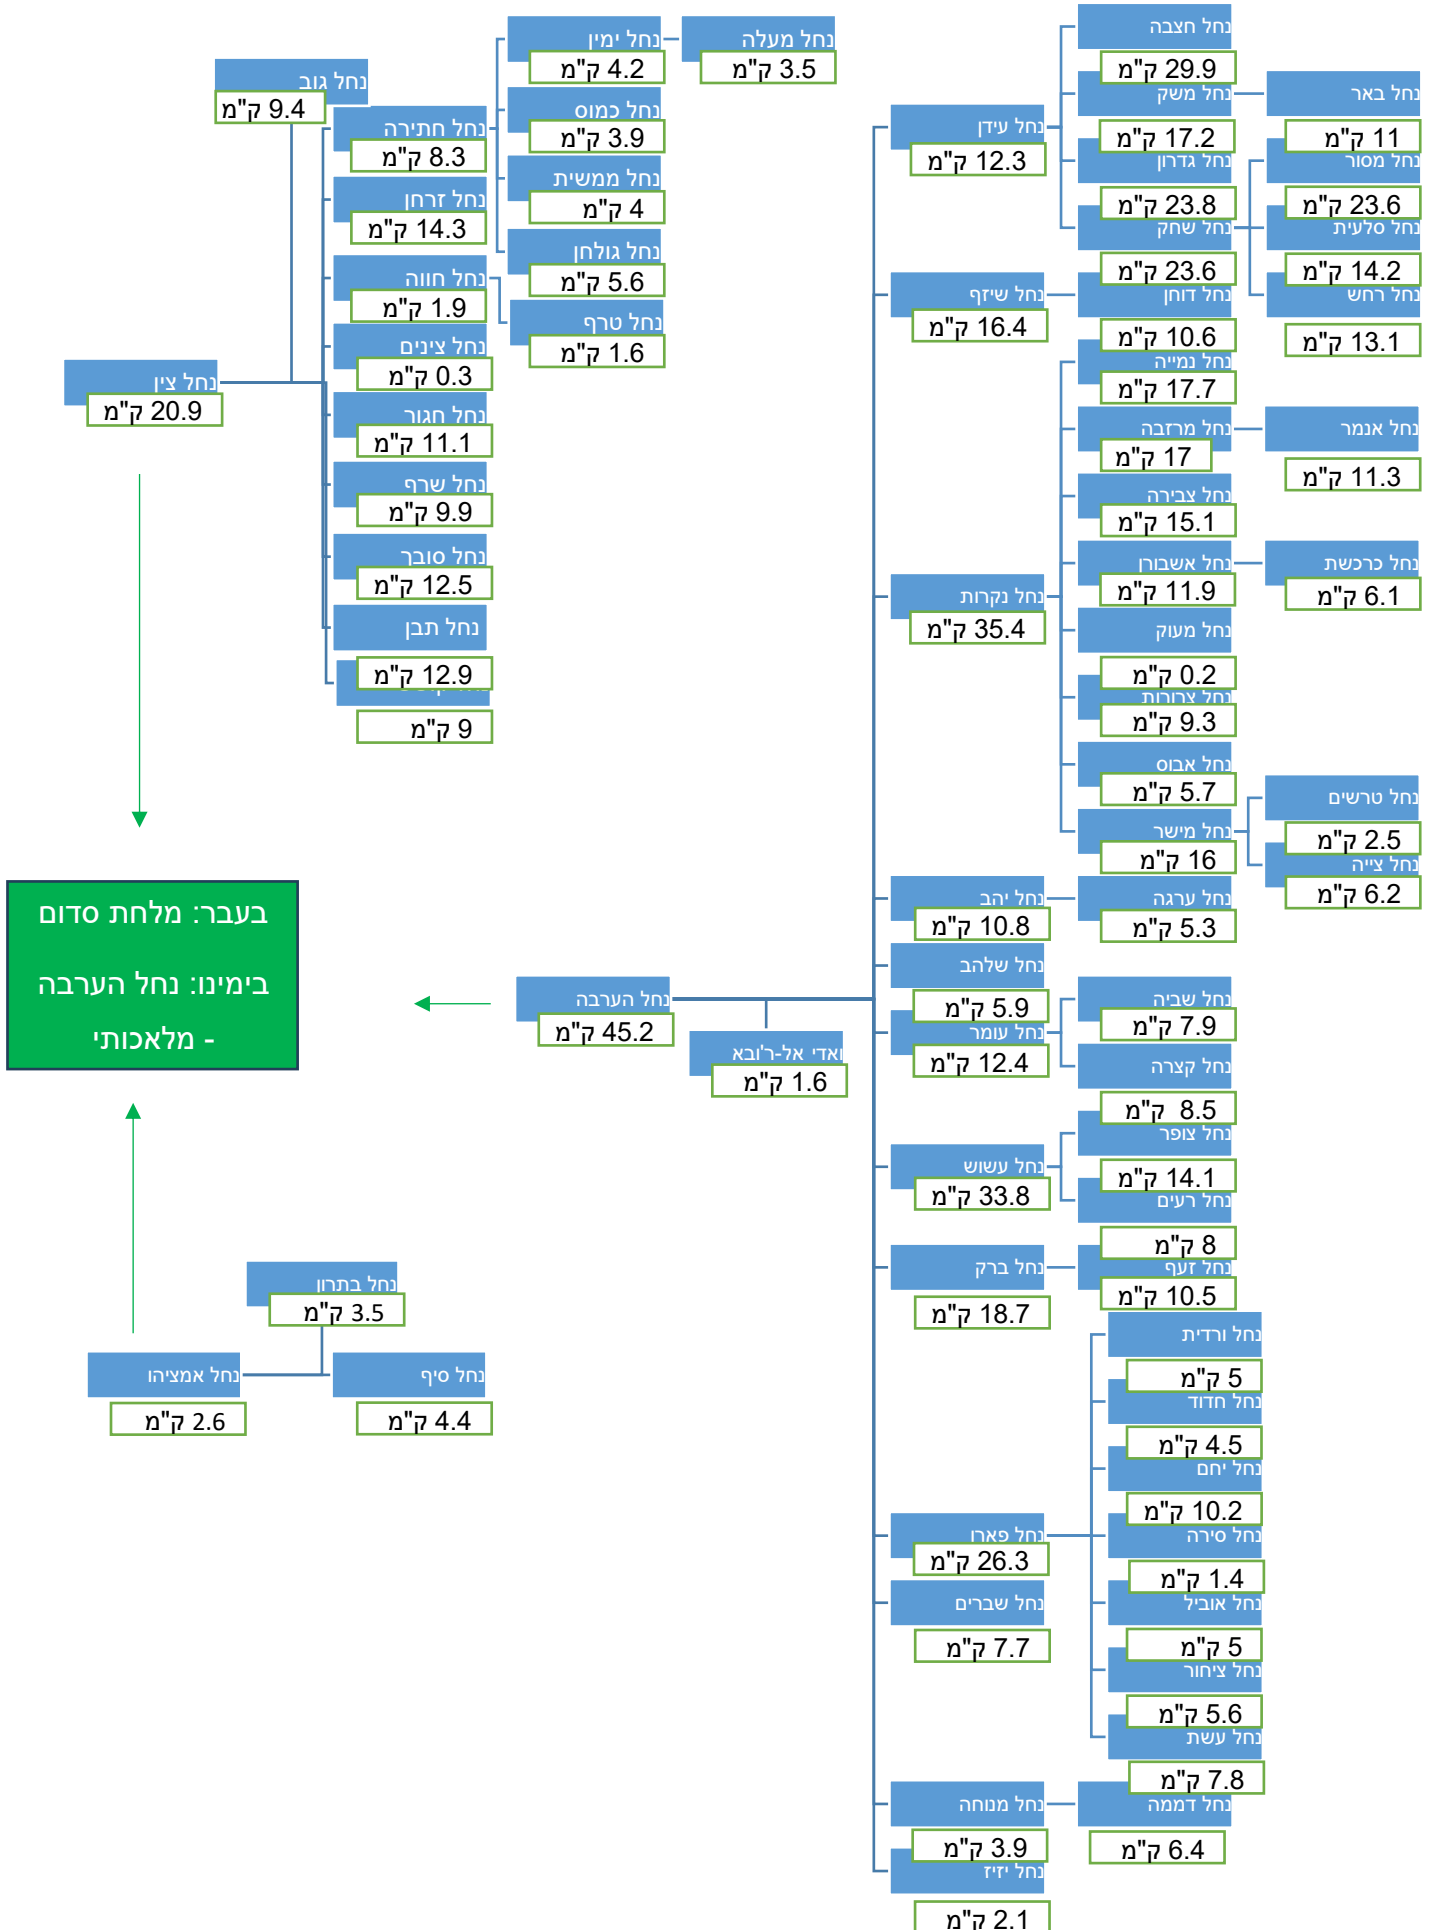 נחל גוב
9.4 ק"מ
נחל חתירה
8.3 ק"מ
נחל ימין
4.2 ק"מ
נחל מעלה
3.5 ק"מ
נחל כמוס
3.9 ק"מ
נחל ממשית
4 ק"מ
נחל גולחן
5.6 ק"מ
נחל זרחן
14.3 ק"מ
נחל חווה
1.9 ק"מ
נחל טרף
1.6 ק"מ
נחל צינים
0.3 ק"מ
נחל צין
20.9 ק"מ
נחל חגור
11.1 ק"מ
נחל שרף
9.9 ק"מ
נחל סובך
12.5 ק"מ
נחל תבן
12.9 ק"מ
9 ק"מ
בעבר: מלחת סדום
בימינו: נחל הערבה
- מלאכותי
נחל בתרון
3.5 ק"מ
נחל אמציהו
2.6 ק"מ
נחל סיף
4.4 ק"מ
נחל הערבה
45.2 ק"מ
ואדי אל-ר'ובא
1.6 ק"מ
נחל עידן
12.3 ק"מ
נחל חצבה
29.9 ק"מ
נחל משק
17.2 ק"מ
נחל באר
11 ק"מ
נחל גדרון
23.8 ק"מ
נחל שחק
23.6 ק"מ
נחל מסור
23.6 ק"מ
נחל סלעית
14.2 ק"מ
נחל רחש
13.1 ק"מ
נחל שיזף
16.4 ק"מ
נחל דוחן
10.6 ק"מ
נחל נקרות
35.4 ק"מ
נחל נמייה
17.7 ק"מ
נחל מרזבה
17 ק"מ
נחל אנמר
11.3 ק"מ
נחל צבירה
15.1 ק"מ
נחל אשבורן
11.9 ק"מ
נחל כרכשת
6.1 ק"מ
נחל מעוק
0.2 ק"מ
נחל צרורות
9.3 ק"מ
נחל אבוס
5.7 ק"מ
נחל מישר
16 ק"מ
נחל טרשים
2.5 ק"מ
נחל צייה
6.2 ק"מ
נחל יהב
10.8 ק"מ
נחל ערגה
5.3 ק"מ
נחל שלהב
5.9 ק"מ
נחל עומר
12.4 ק"מ
נחל שביה
7.9 ק"מ
נחל קצרה
8.5 ק"מ
נחל עשוש
33.8 ק"מ
נחל צופר
14.1 ק"מ
נחל רעים
8 ק"מ
נחל ברק
18.7 ק"מ
נחל זעף
10.5 ק"מ
נחל פארו
26.3 ק"מ
נחל ורדית
5 ק"מ
נחל חדוד
4.5 ק"מ
נחל יחם
10.2 ק"מ
נחל סירה
1.4 ק"מ
נחל אוביל
5 ק"מ
נחל ציחור
5.6 ק"מ
נחל עשת
7.8 ק"מ
נחל שברים
7.7 ק"מ
נחל מנוחה
3.9 ק"מ
נחל דממה
6.4 ק"מ
נחל יזיז
2.1 ק"מ